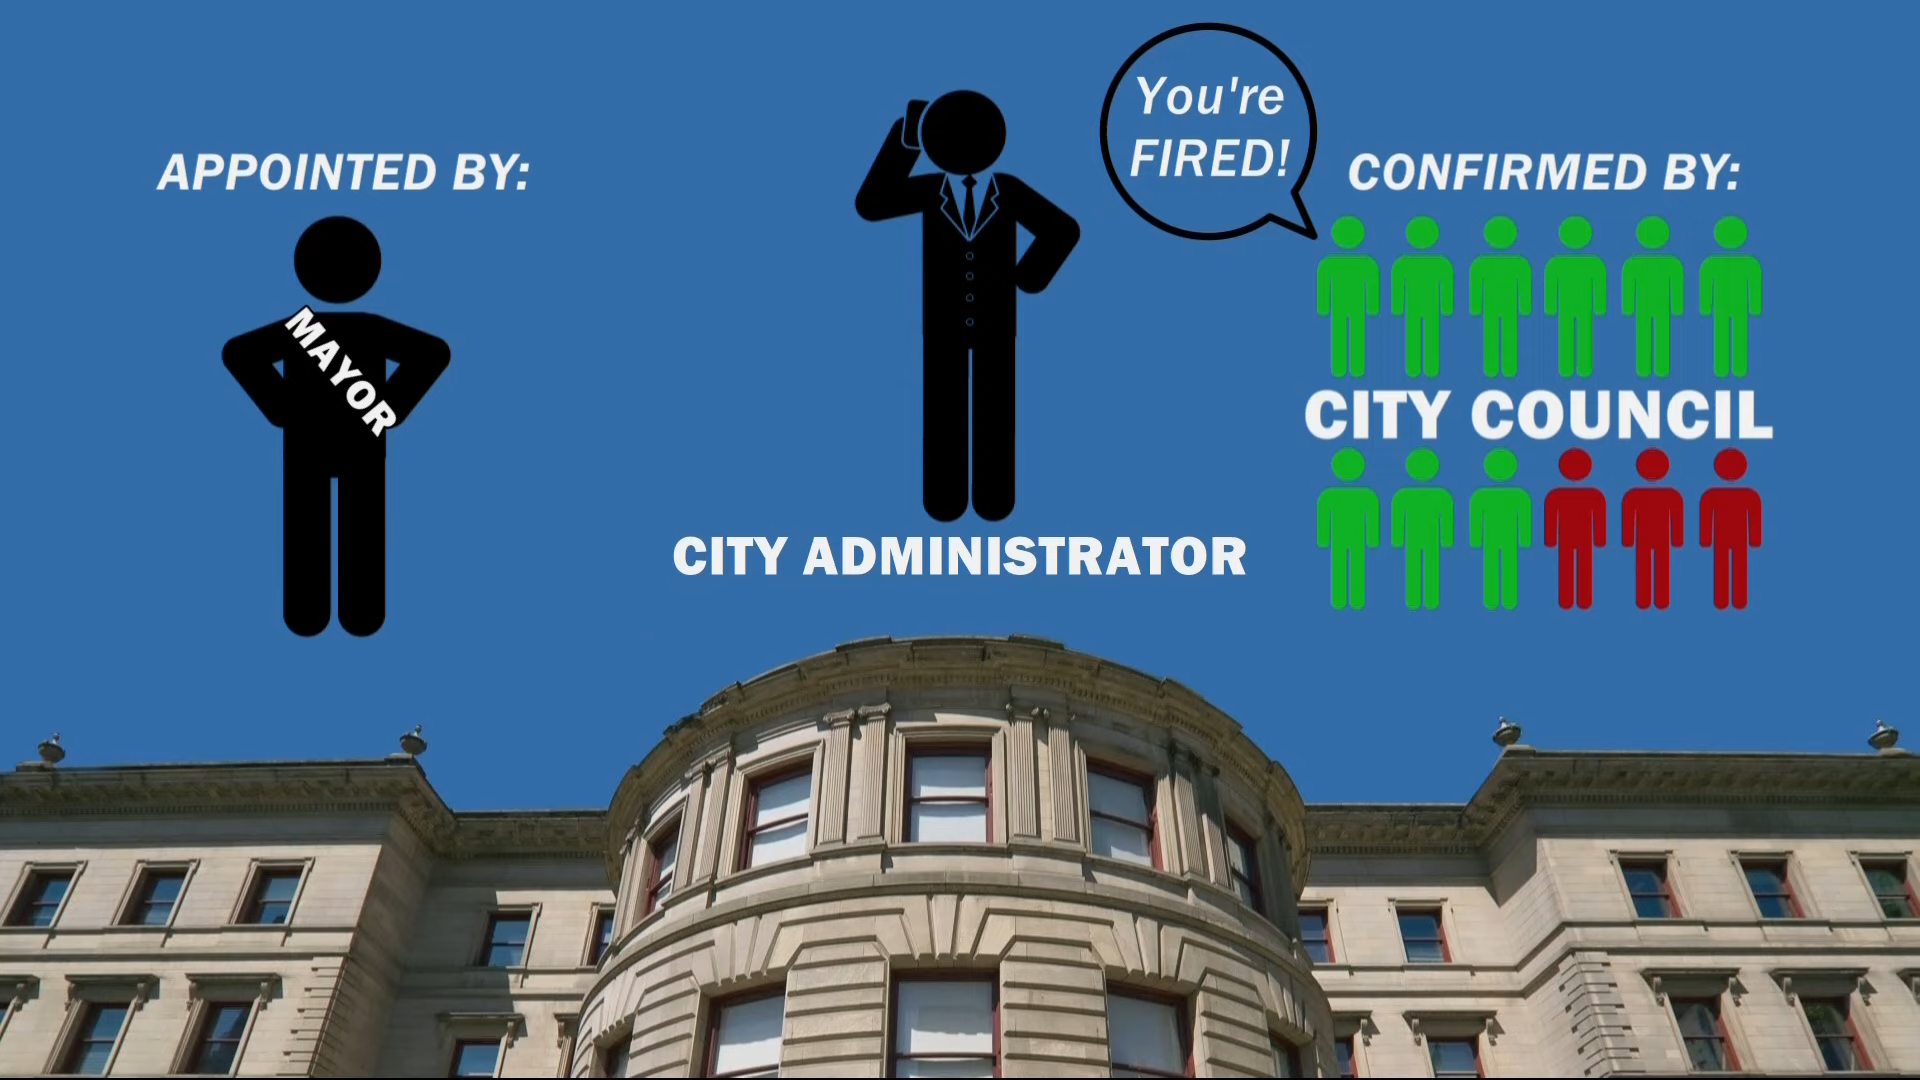 APPOINTED BY:
MAYOR
CITY ADMINISTRATOR
You're
FIRED!
CONFIRMED BY:
CITY COUNCIL